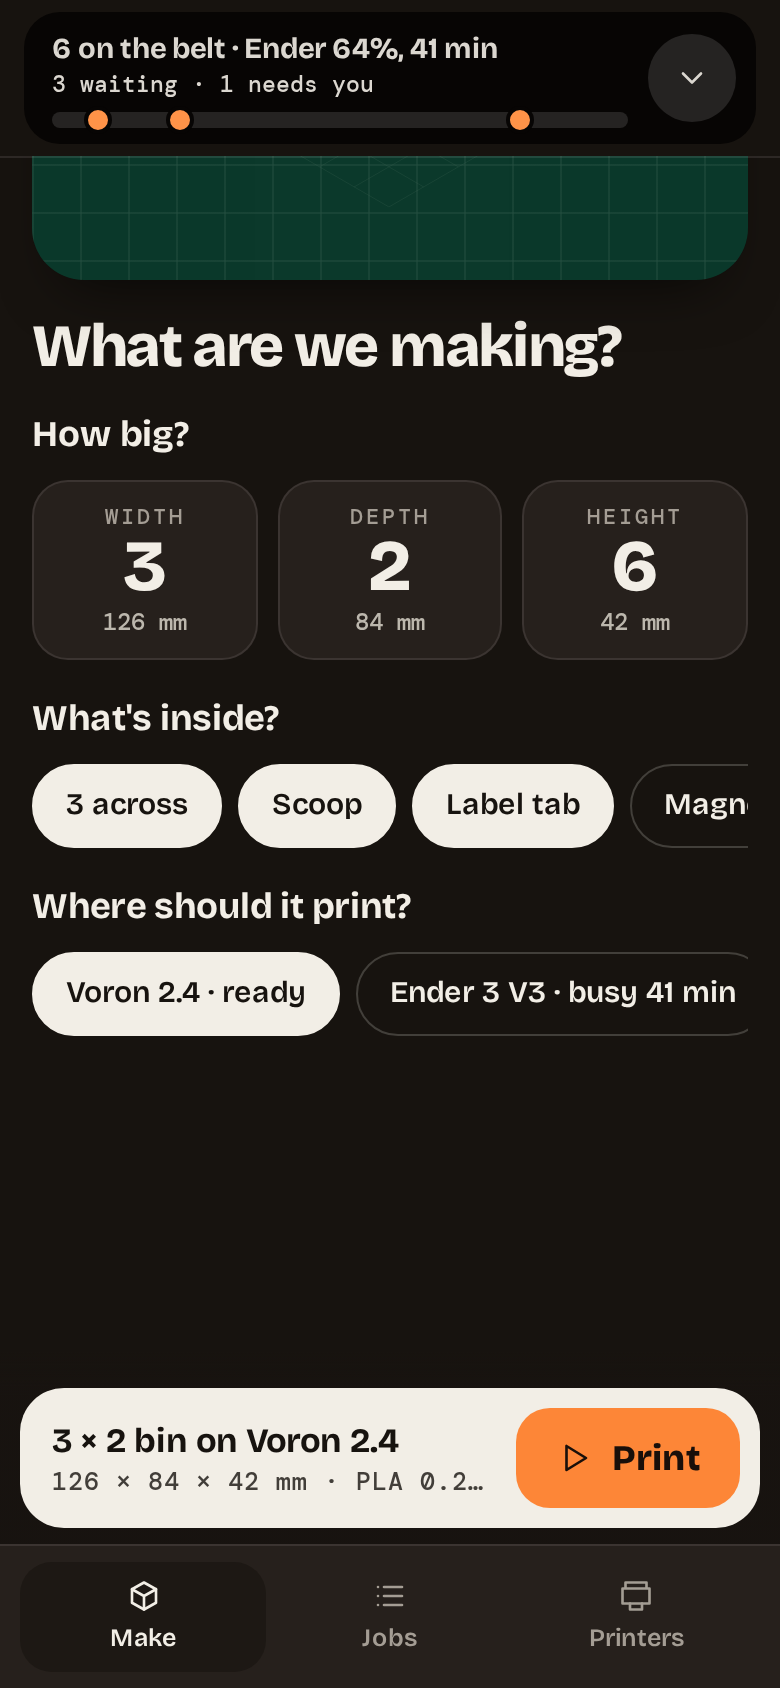 6 on the belt · Ender 64%, 41 min
3 waiting · 1 needs you
What are we making?
How big?
WIDTH DEPTH HEIGHT
3 2 6
126 mm 84 mm 42 mm
What's inside?
3 across Scoop Label tab Magn
Where should it print?
Voron 2.4 · ready Ender 3 V3 · busy 41 min
3 × 2 bin on Voron 2.4
126 × 84 × 42 mm · PLA 0.2…
Print
Make Jobs Printers